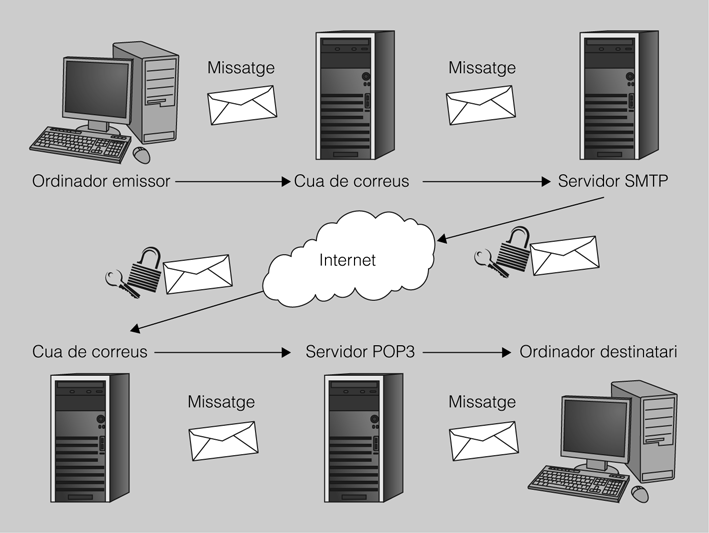 Missatge
Missatge
Ordinador emissor
Cua de correus
Servidor SMTP
Internet
Cua de correus
Servidor POP3
Ordinador destinatari
Missatge
Missatge